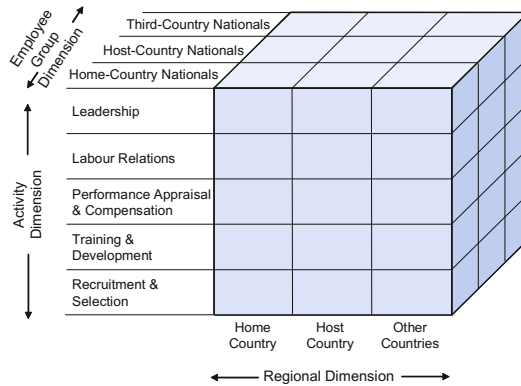 Employee
Group
Dimension
Third-Country Nationals
Host-Country Nationals
Home-Country Nationals
Activity
Dimension
Leadership
Labour Relations
Performance Appraisal
& Compensation
Training &
Development
Recruitment &
Selection
Home
Country
Host
Country
Other
Countries
Regional Dimension